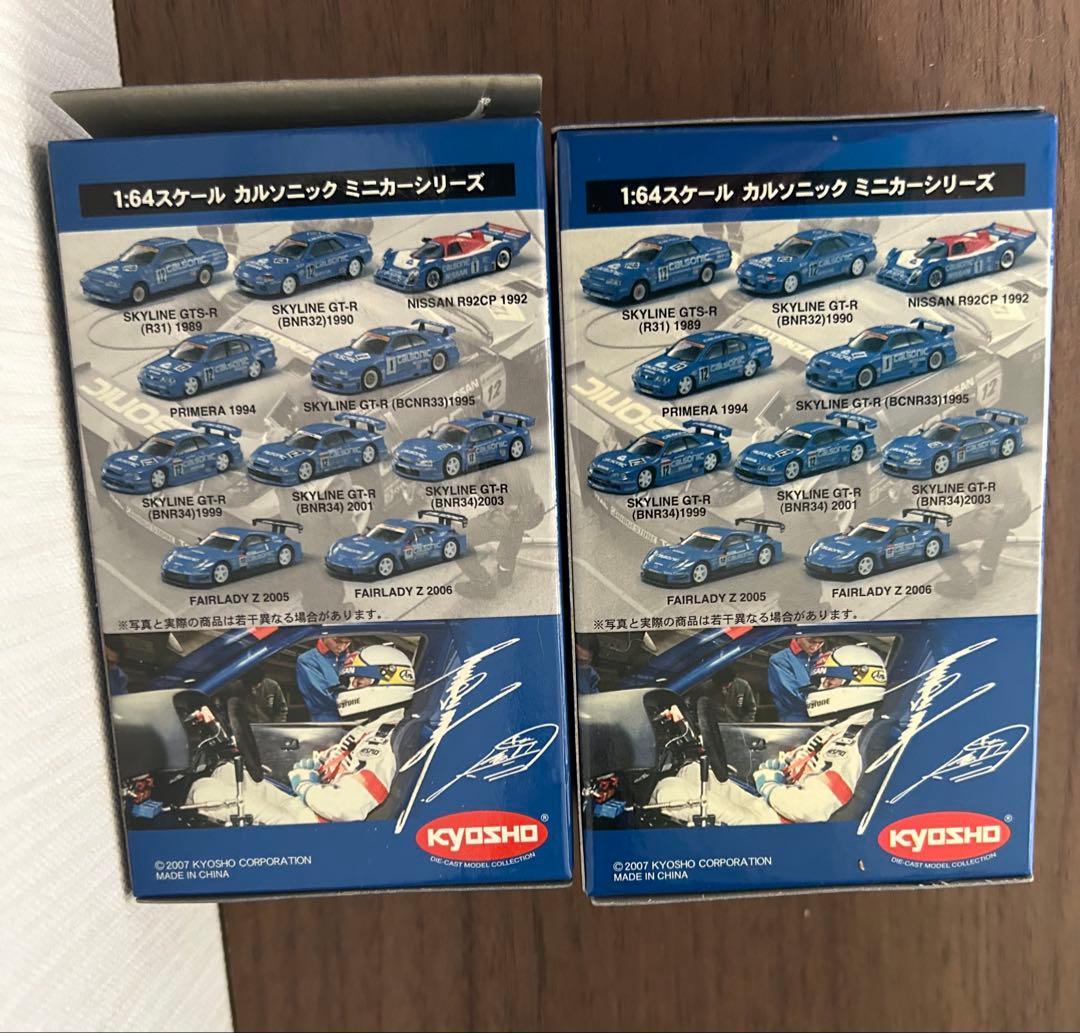 1:64スケール カルソニック ミニカーシリーズ
SKYLINE GTS-R
(R31) 1989
SKYLINE GT-R
(BNR32)1990
NISSAN R92CP 1992
PRIMERA 1994
SKYLINE GT-R (BCNR33)1995
SKYLINE GT-R
(BNR34)1999
SKYLINE GT-R
(BNR34) 2001
SKYLINE GT-R
(BNR34)2003
FAIRLADY Z 2005
FAIRLADY Z 2006
※写真と実際の商品は若干異なる場合があります。
KYOSHO®
DIE-CAST MODEL COLLECTION
©2007 KYOSHO CORPORATION
MADE IN CHINA
1:64スケール カルソニック ミニカーシリーズ
SKYLINE GTS-R
(R31) 1989
SKYLINE GT-R
(BNR32)1990
NISSAN R92CP 1992
PRIMERA 1994
SKYLINE GT-R (BCNR33)1995
SKYLINE GT-R
(BNR34)1999
SKYLINE GT-R
(BNR34) 2001
SKYLINE GT-R
(BNR34)2003
FAIRLADY Z 2005
FAIRLADY Z 2006
※写真と実際の商品は若干異なる場合があります。
KYOSHO®
DIE-CAST MODEL COLLECTION
©2007 KYOSHO CORPORATION
MADE IN CHINA